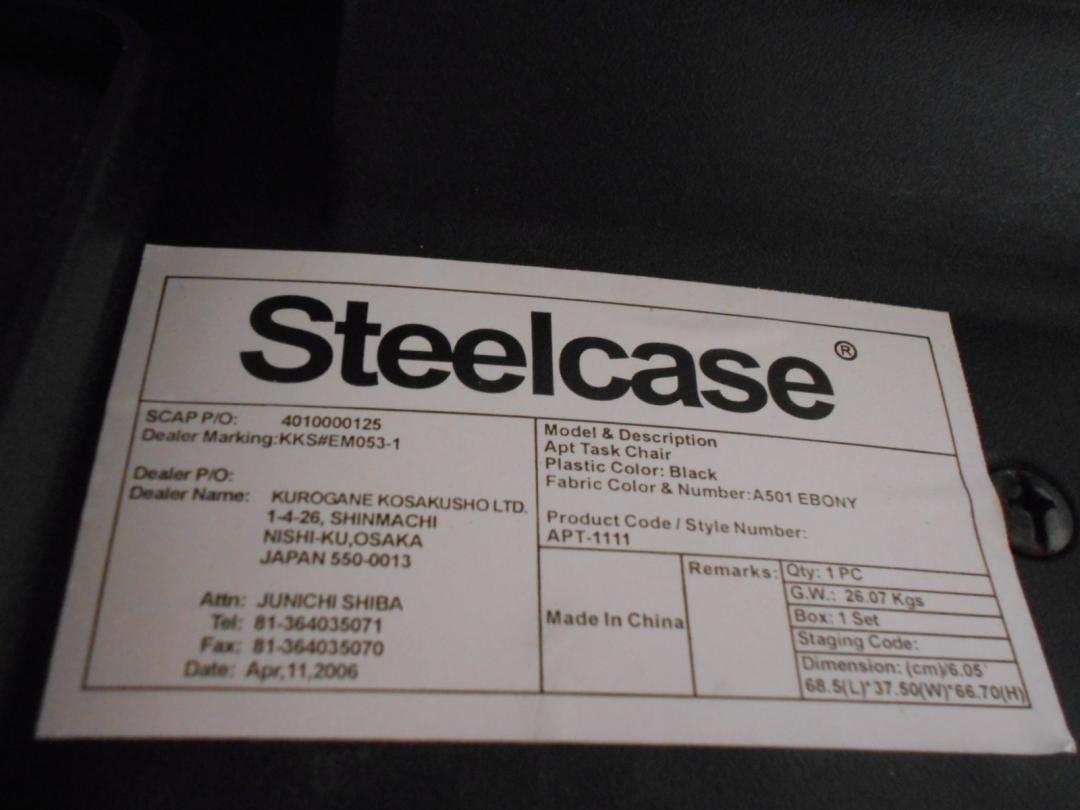 Steelcase®
SCAP P/O: 4010000125
Dealer Marking:KKS#EM053-1
Dealer P/O:
Dealer Name: KUROGANE KOSAKUSHO LTD.
1-4-26, SHINMACHI
NISHI-KU,OSAKA
JAPAN 550-0013
Attn: JUNICHI SHIBA
Tel: 81-364035071
Fax: 81-364035070
Date: Apr,11,2006
Model & Description
Apt Task Chair
Plastic Color: Black
Fabric Color & Number:A501 EBONY
Product Code / Style Number:
APT-1111
Made In China
Remarks:
Qty: 1 PC
G.W.: 26.07 Kgs
Box: 1 Set
Staging Code:
Dimension: (cm)/6.05'
68.5(L)*37.50(W)*66.70(H)